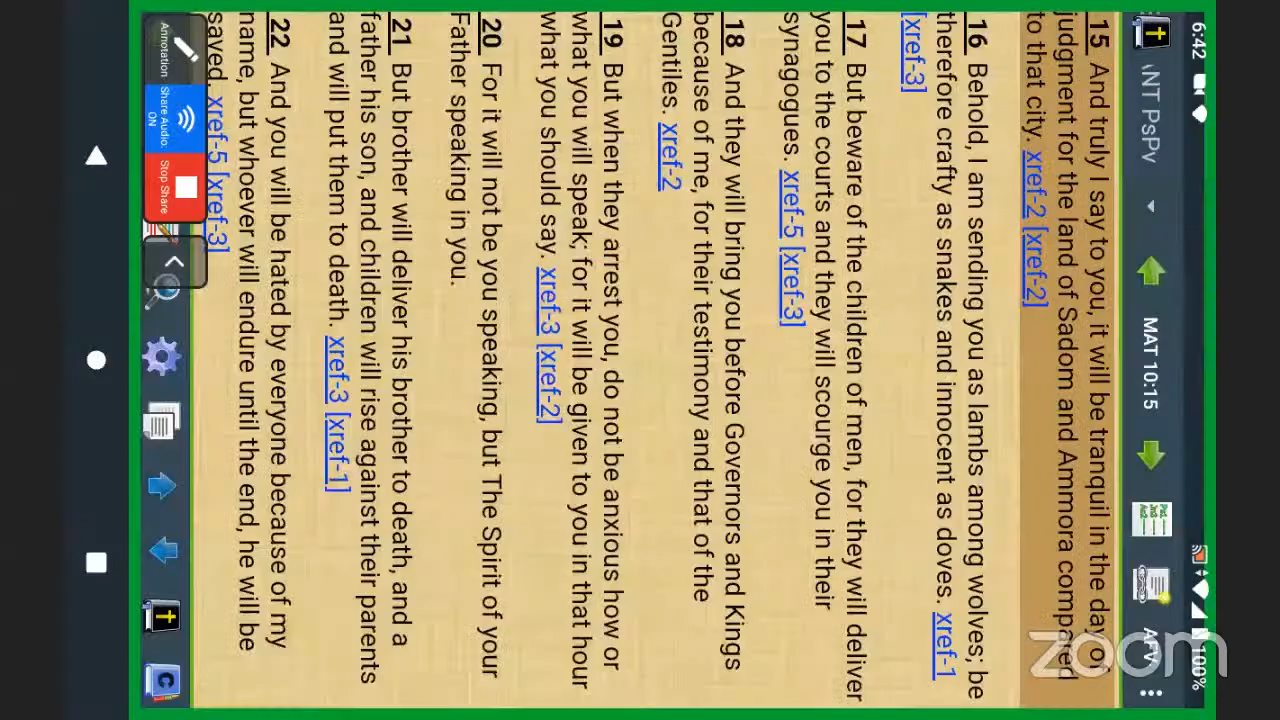 6:42
100%
NT PsPv
MAT 10:15
AFV
15 And truly I say to you, it will be tranquil in the day of
judgment for the land of Sadom and Ammora compared
to that city. xref-2 [xref-2]
16 Behold, I am sending you as lambs among wolves; be
therefore crafty as snakes and innocent as doves. xref-1
[xref-3]
17 But beware of the children of men, for they will deliver
you to the courts and they will scourge you in their
synagogues. xref-5 [xref-3]
18 And they will bring you before Governors and Kings
because of me, for their testimony and that of the
Gentiles. xref-2
19 But when they arrest you, do not be anxious how or
what you will speak; for it will be given to you in that hour
what you should say. xref-3 [xref-2]
20 For it will not be you speaking, but The Spirit of your
Father speaking in you.
21 But brother will deliver his brother to death, and a
father his son, and children will rise against their parents
and will put them to death. xref-3 [xref-1]
22 And you will be hated by everyone because of my
name, but whoever will endure until the end, he will be
saved. xref-5 [xref-3]
Annotation
Share Audio: ON
Stop Share
zoom